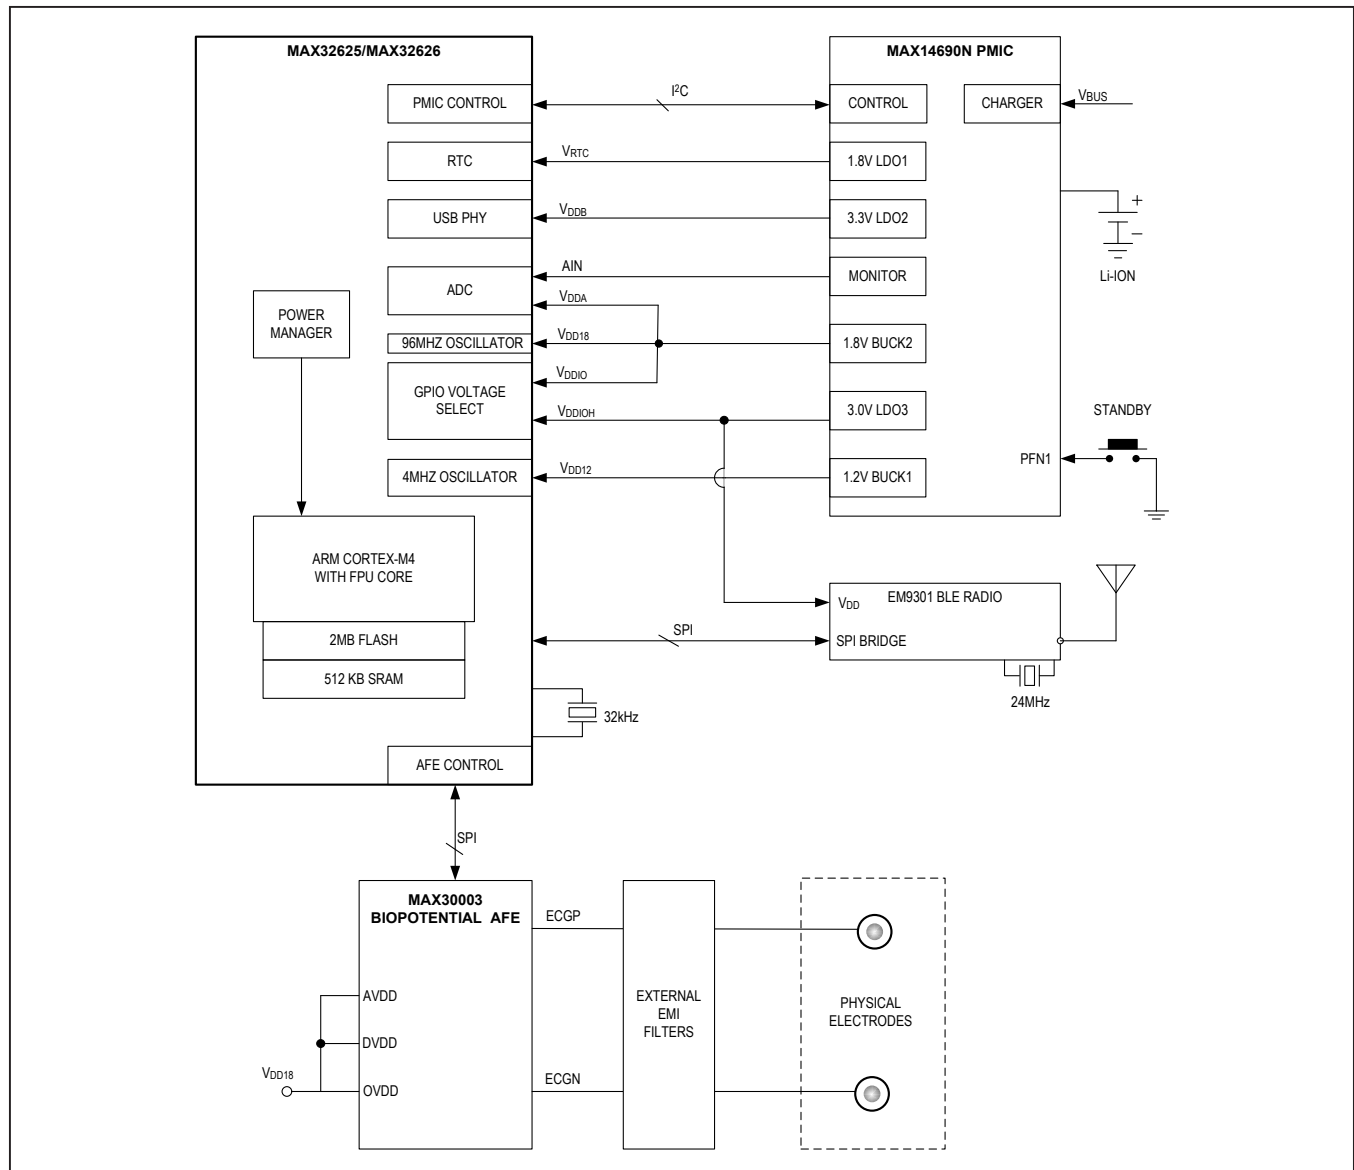 MAX32625/MAX32626
MAX14690N PMIC
PMIC CONTROL
I²C
CONTROL
CHARGER
VBUS
RTC
VRTC
1.8V LDO1
USB PHY
VDDB
3.3V LDO2
+
−
Li-ION
ADC
AIN
MONITOR
VDDA
POWER
MANAGER
96MHZ OSCILLATOR
VDD18
1.8V BUCK2
GPIO VOLTAGE
SELECT
VDDIO
VDDIOH
3.0V LDO3
STANDBY
PFN1
4MHZ OSCILLATOR
VDD12
1.2V BUCK1
ARM CORTEX-M4
WITH FPU CORE
2MB FLASH
512 KB SRAM
EM9301 BLE RADIO
VDD
SPI
SPI BRIDGE
24MHz
32kHz
AFE CONTROL
SPI
MAX30003
BIOPOTENTIAL AFE
ECGP
AVDD
DVDD
OVDD
VDD18
ECGN
EXTERNAL
EMI
FILTERS
PHYSICAL
ELECTRODES